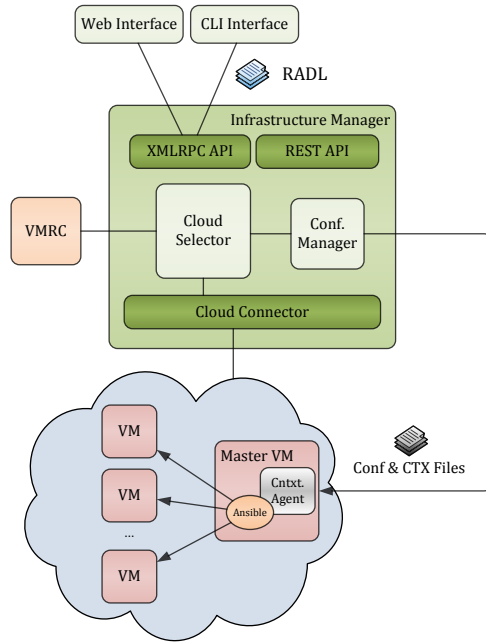 Web Interface
CLI Interface
RADL
Infrastructure Manager
XMLRPC API
REST API
VMRC
Cloud
Selector
Conf.
Manager
Cloud Connector
VM
Master VM
Cntxt.
Agent
Conf & CTX Files
VM
Ansible
...
VM